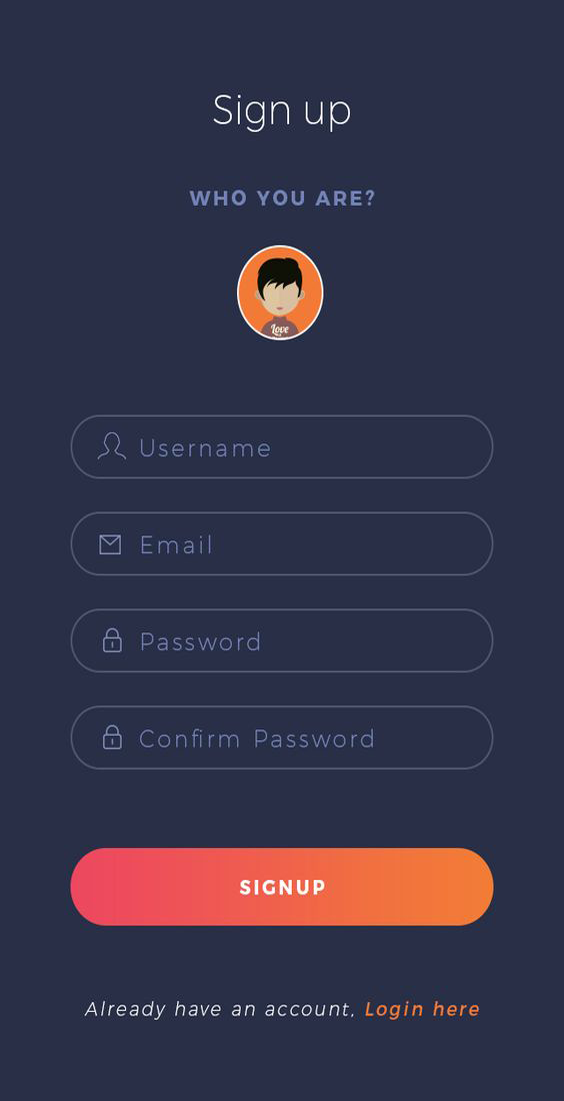 Sign up
WHO YOU ARE?
Love
Username
Email
Password
Confirm Password
SIGNUP
Already have an account, Login here